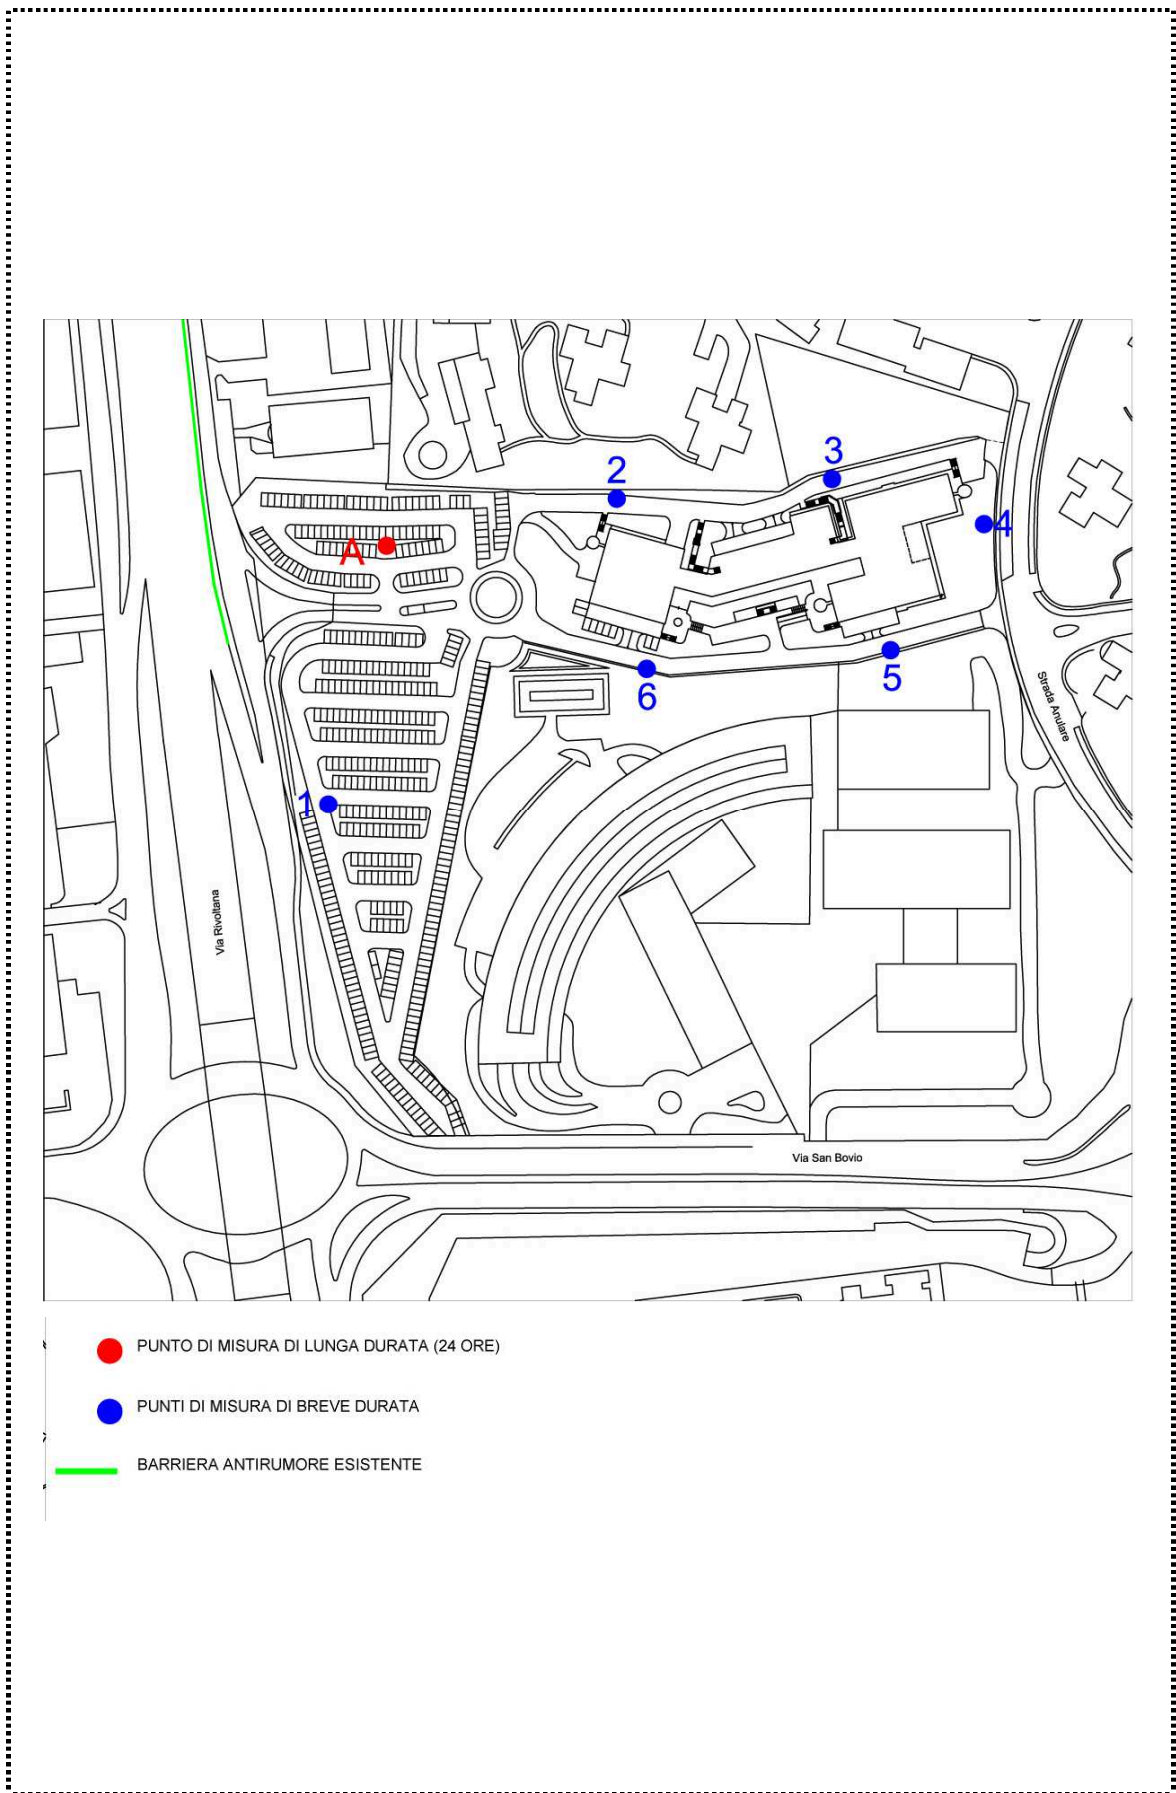 2
3
A
4
5
6
Strada Anulare
1
Via Rivoltana
Via San Bovio
PUNTO DI MISURA DI LUNGA DURATA (24 ORE)
PUNTI DI MISURA DI BREVE DURATA
BARRIERA ANTIRUMORE ESISTENTE